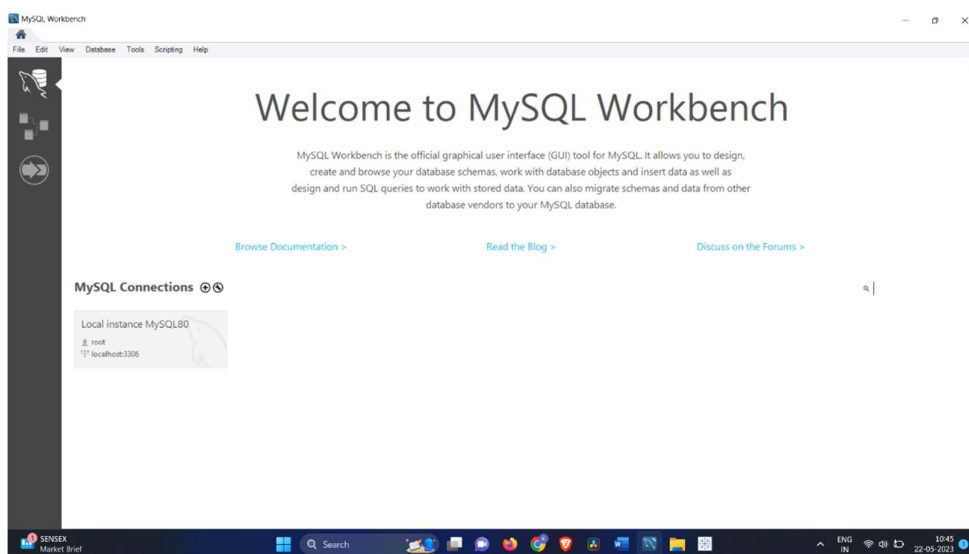 MySQL Workbench
File Edit View Database Tools Scripting Help
Welcome to MySQL Workbench
MySQL Workbench is the official graphical user interface (GUI) tool for MySQL. It allows you to design,
create and browse your database schemas, work with database objects and insert data as well as
design and run SQL queries to work with stored data. You can also migrate schemas and data from other
database vendors to your MySQL database.
Browse Documentation > Read the Blog > Discuss on the Forums >
MySQL Connections
Local instance MySQL80
root
localhost:3306
1
SENSEX
Market Brief
Search
ENG
IN
10:45
22-05-2023